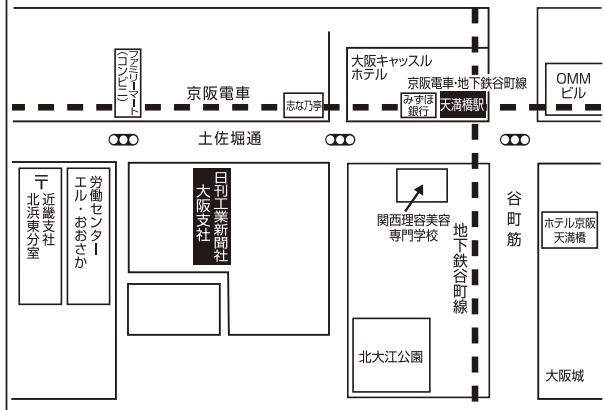 大阪キャッスル
ホテル
京阪電車・地下鉄谷町線
OMM
ビル
ファミリーマート
(コンビニ)
京阪電車
志な乃亭
みずほ
銀行
天満橋駅
土佐堀通
〒
近畿支社
北浜東分室
労働センター
エル・おおさか
日刊工業新聞社
大阪支社
関西理容美容
専門学校
地下鉄谷町線
谷町筋
ホテル京阪
天満橋
北大江公園
大阪城